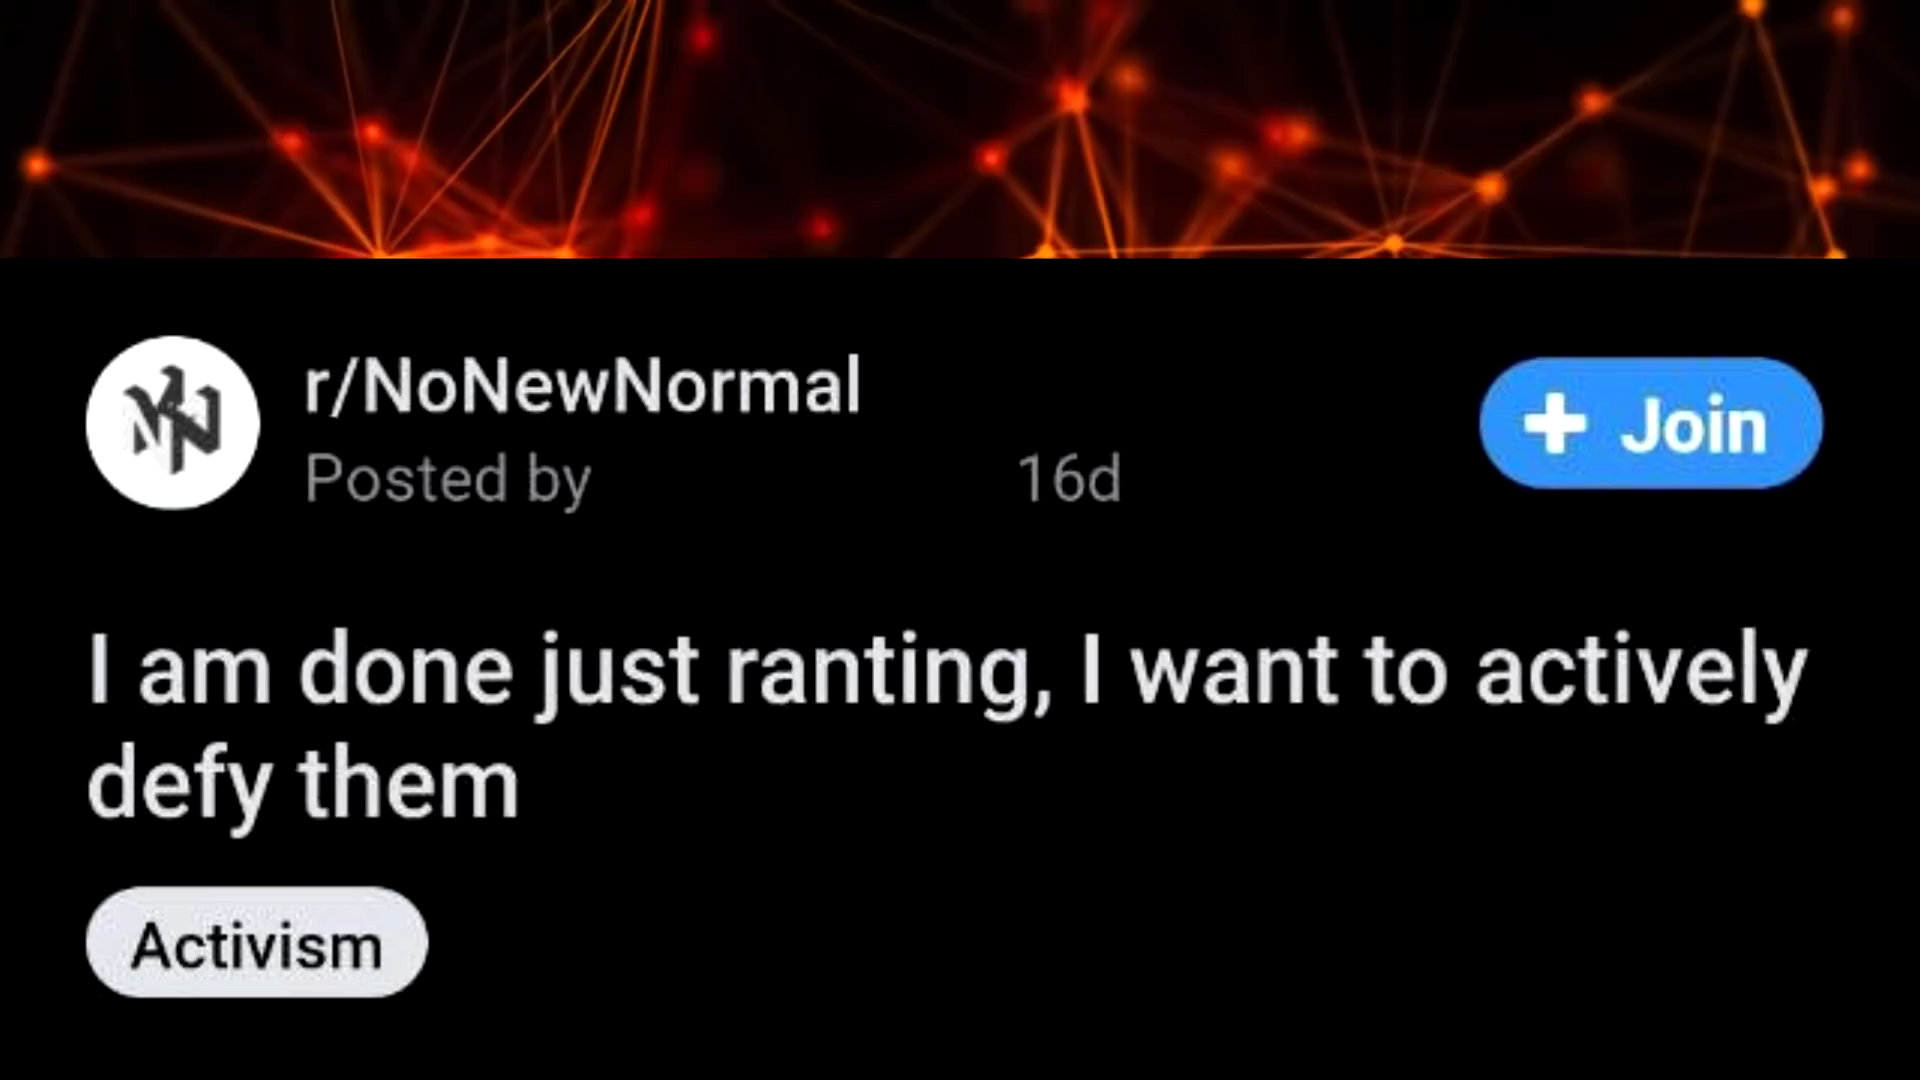 r/NoNewNormal
Posted by 16d
+ Join
I am done just ranting, I want to actively
defy them
Activism